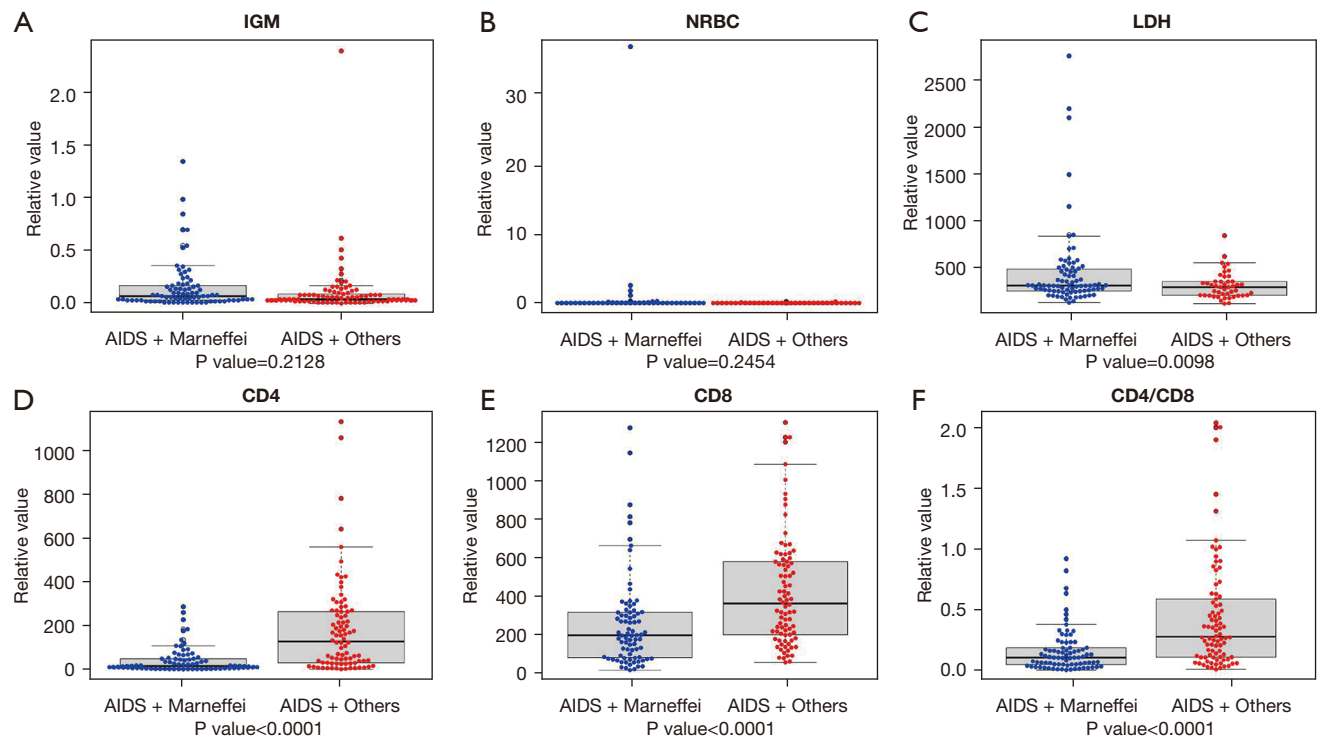 A
IGM
Relative value
2.0
1.5
1.0
0.5
0.0
AIDS + Marneffei
AIDS + Others
P value=0.2128
B
NRBC
Relative value
30
20
10
0
AIDS + Marneffei
AIDS + Others
P value=0.2454
C
LDH
Relative value
2500
2000
1500
1000
500
AIDS + Marneffei
AIDS + Others
P value=0.0098
D
CD4
Relative value
1000
800
600
400
200
0
AIDS + Marneffei
AIDS + Others
P value<0.0001
E
CD8
Relative value
1200
1000
800
600
400
200
0
AIDS + Marneffei
AIDS + Others
P value<0.0001
F
CD4/CD8
Relative value
2.0
1.5
1.0
0.5
0.0
AIDS + Marneffei
AIDS + Others
P value<0.0001